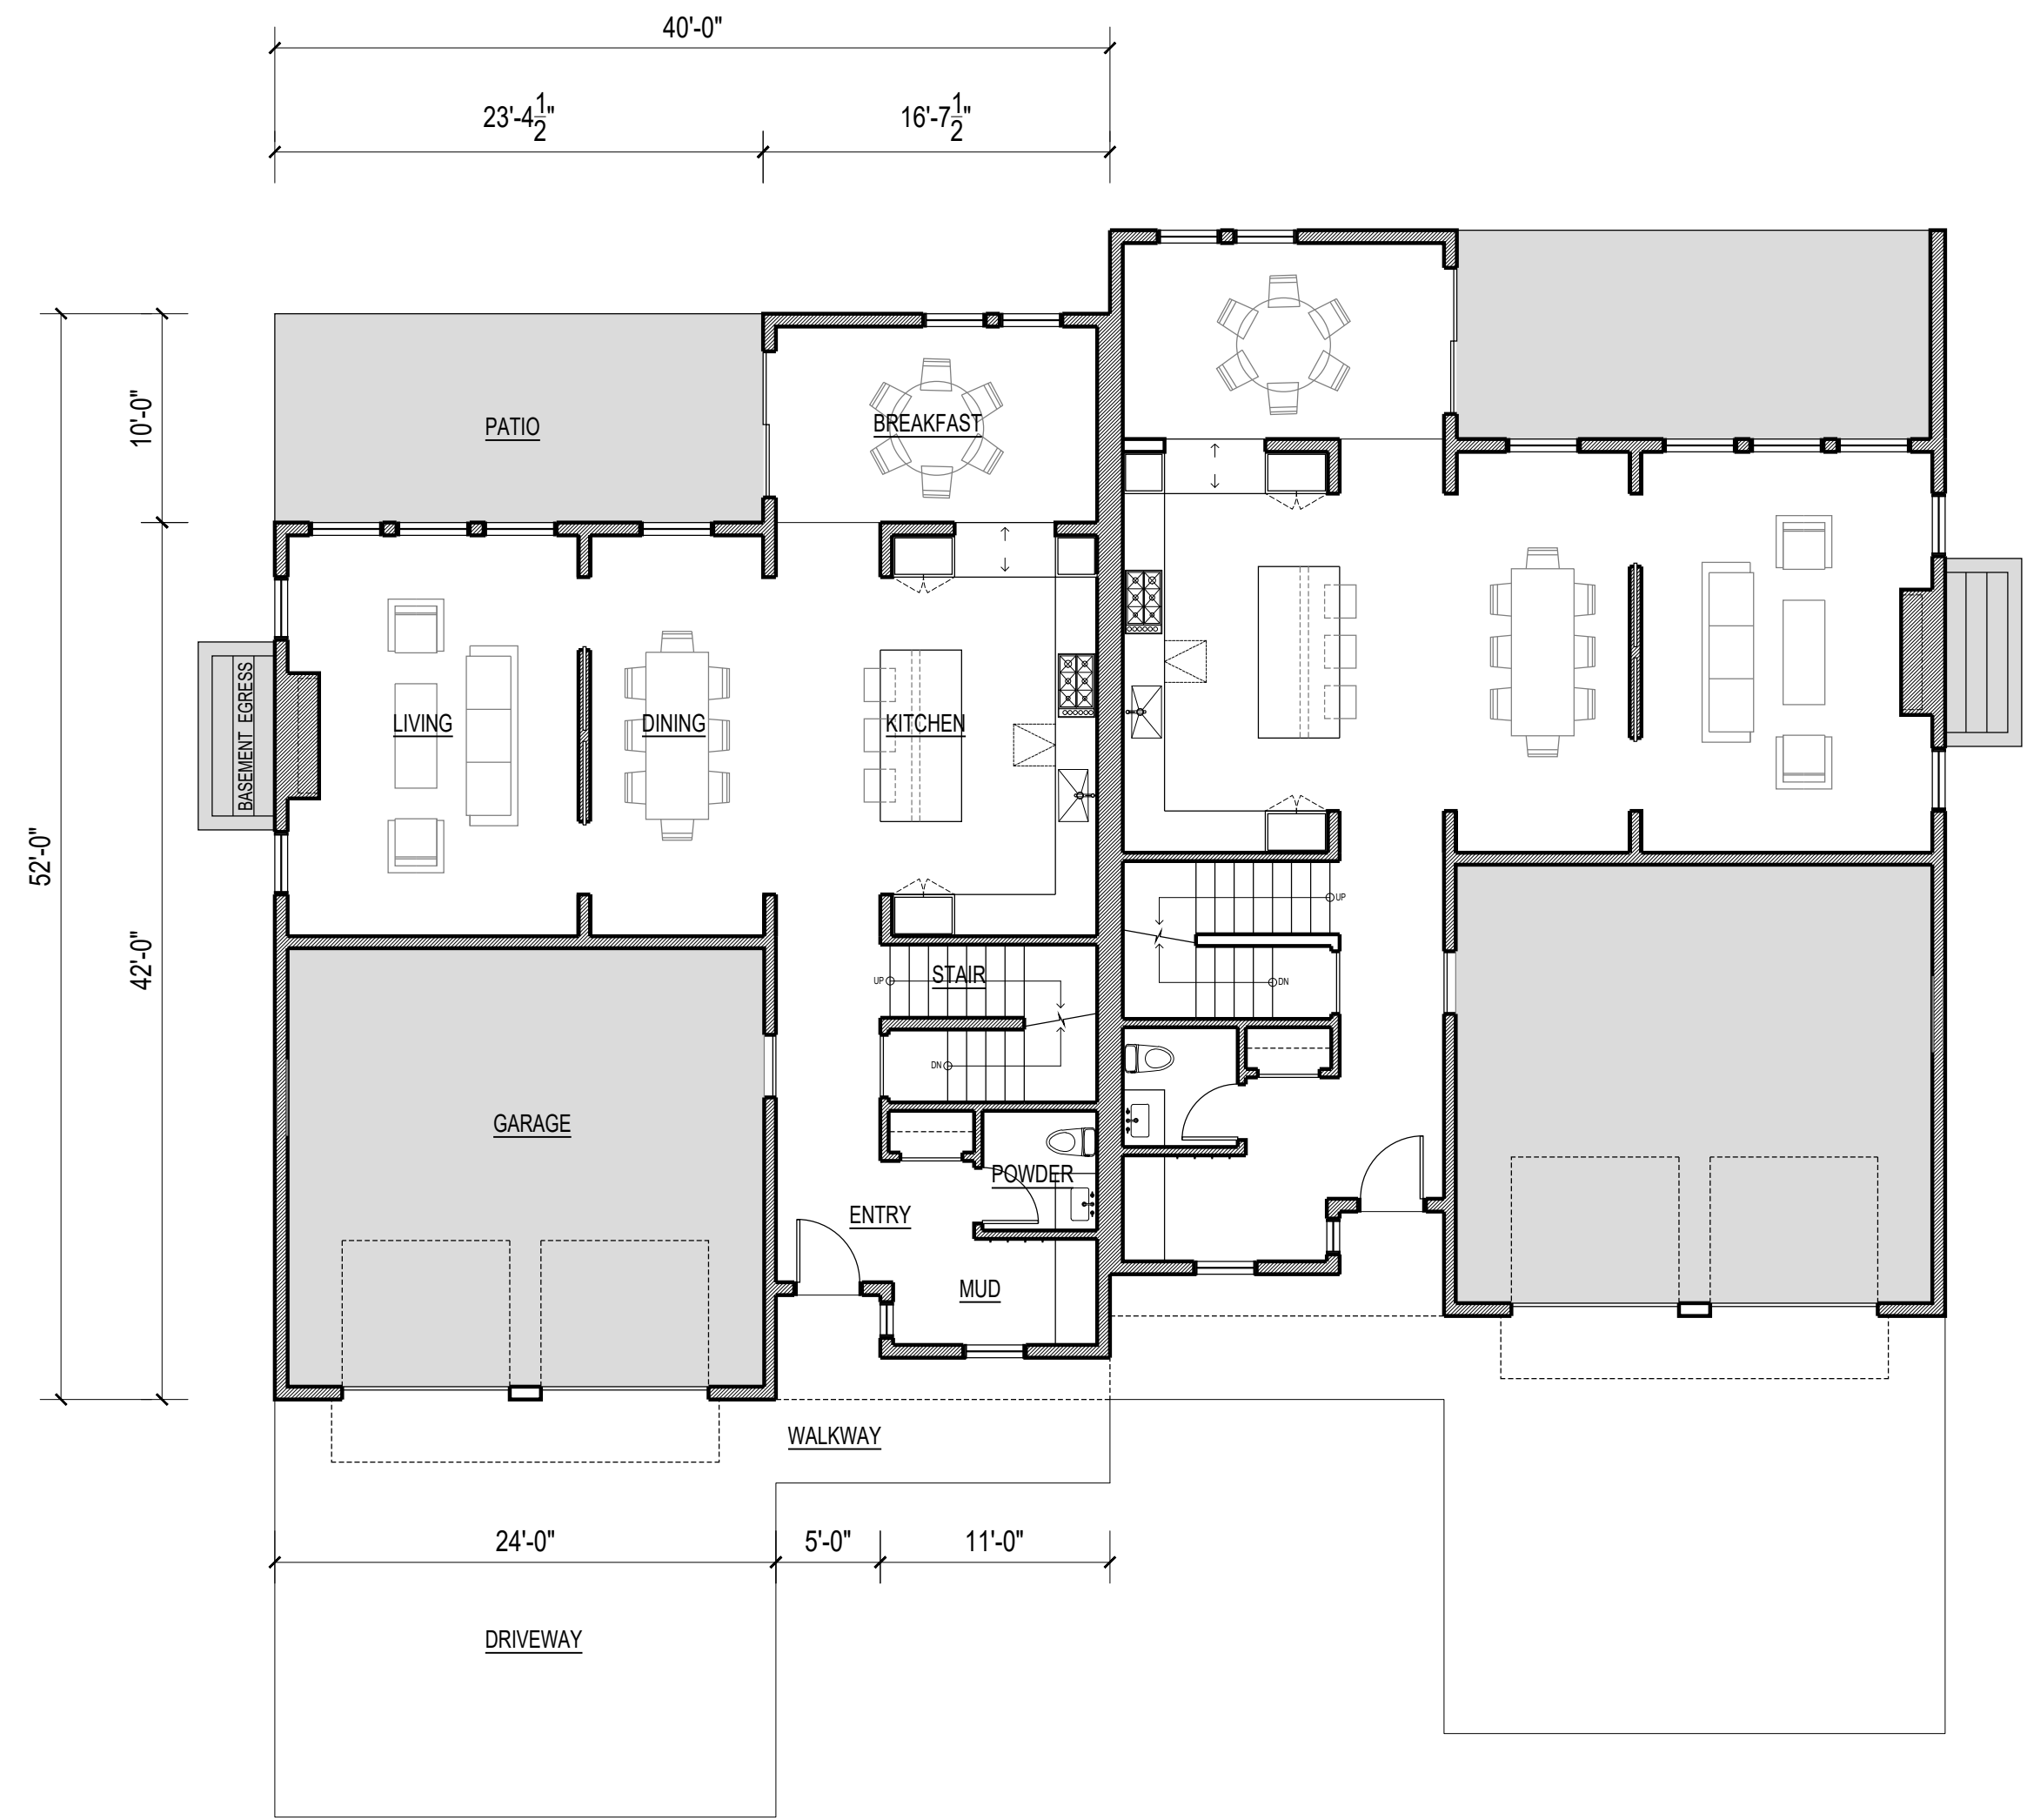 40'-0"
23'-4 1/2"
16'-7 1/2"
10'-0"
PATIO
BREAKFAST
BASEMENT EGRESS
LIVING
DINING
KITCHEN
52'-0"
42'-0"
UP
STAIR
UP
DN
DN
GARAGE
POWDER
ENTRY
MUD
WALKWAY
24'-0"
5'-0"
11'-0"
DRIVEWAY